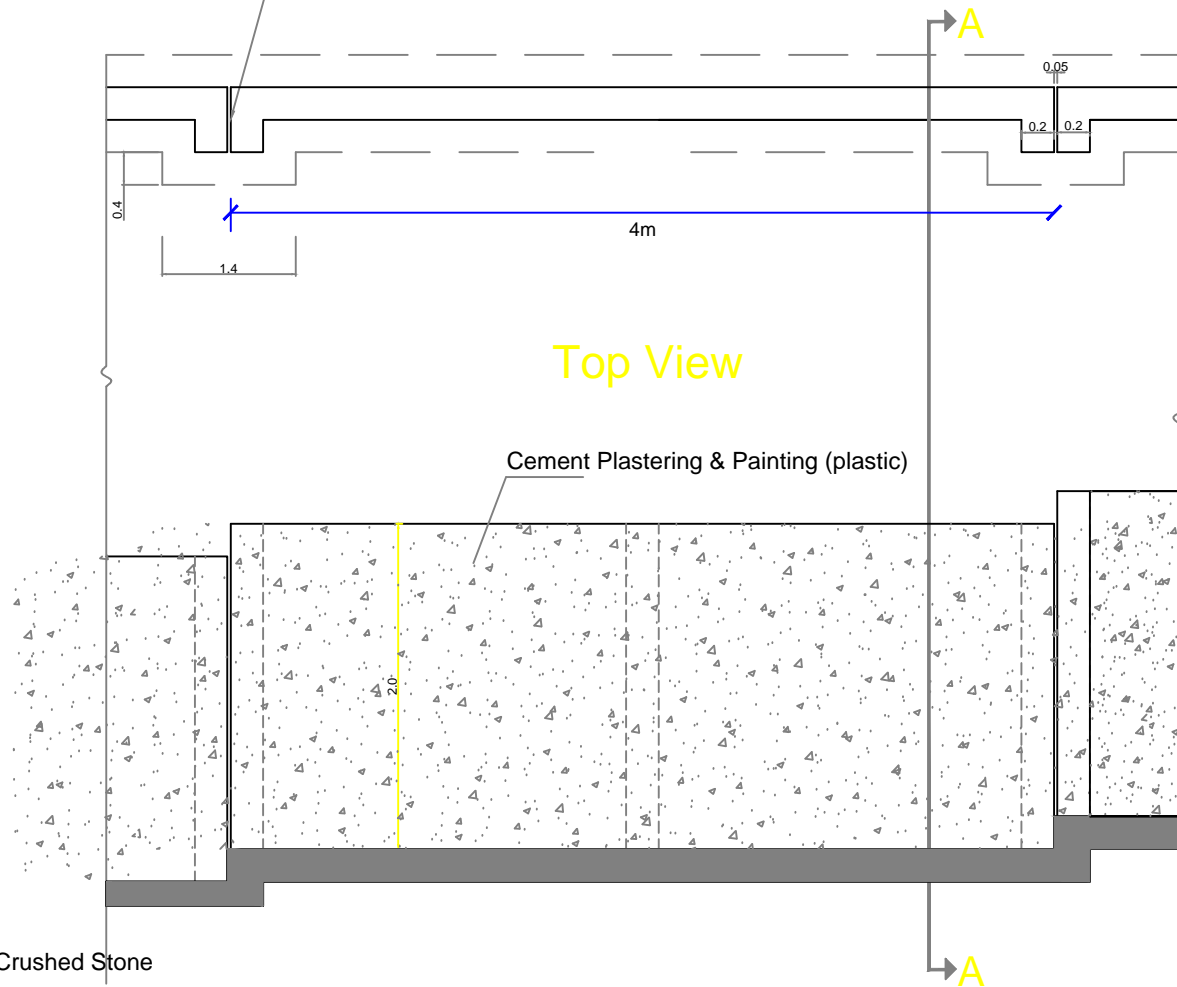 A
0.05
0.2
0.2
0.4
4m
1.4
Top View
Cement Plastering & Painting (plastic)
2.0
Crushed Stone
A